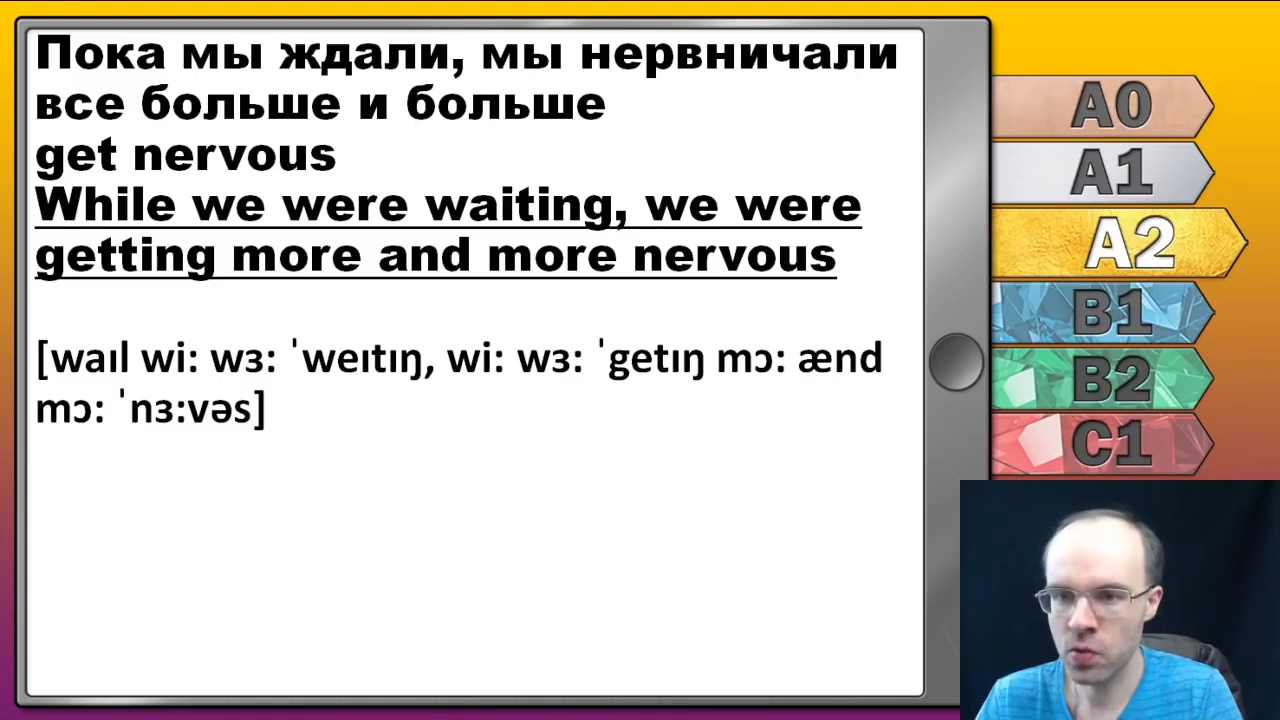 Пока мы ждали, мы нервничали
все больше и больше
get nervous
While we were waiting, we were
getting more and more nervous
[waɪl wi: wɜ: ˈweɪtɪŋ, wi: wɜ: ˈgetɪŋ mɔ: ænd
mɔ: ˈnɜ:vəs]
A0
A1
A2
B1
B2
C1